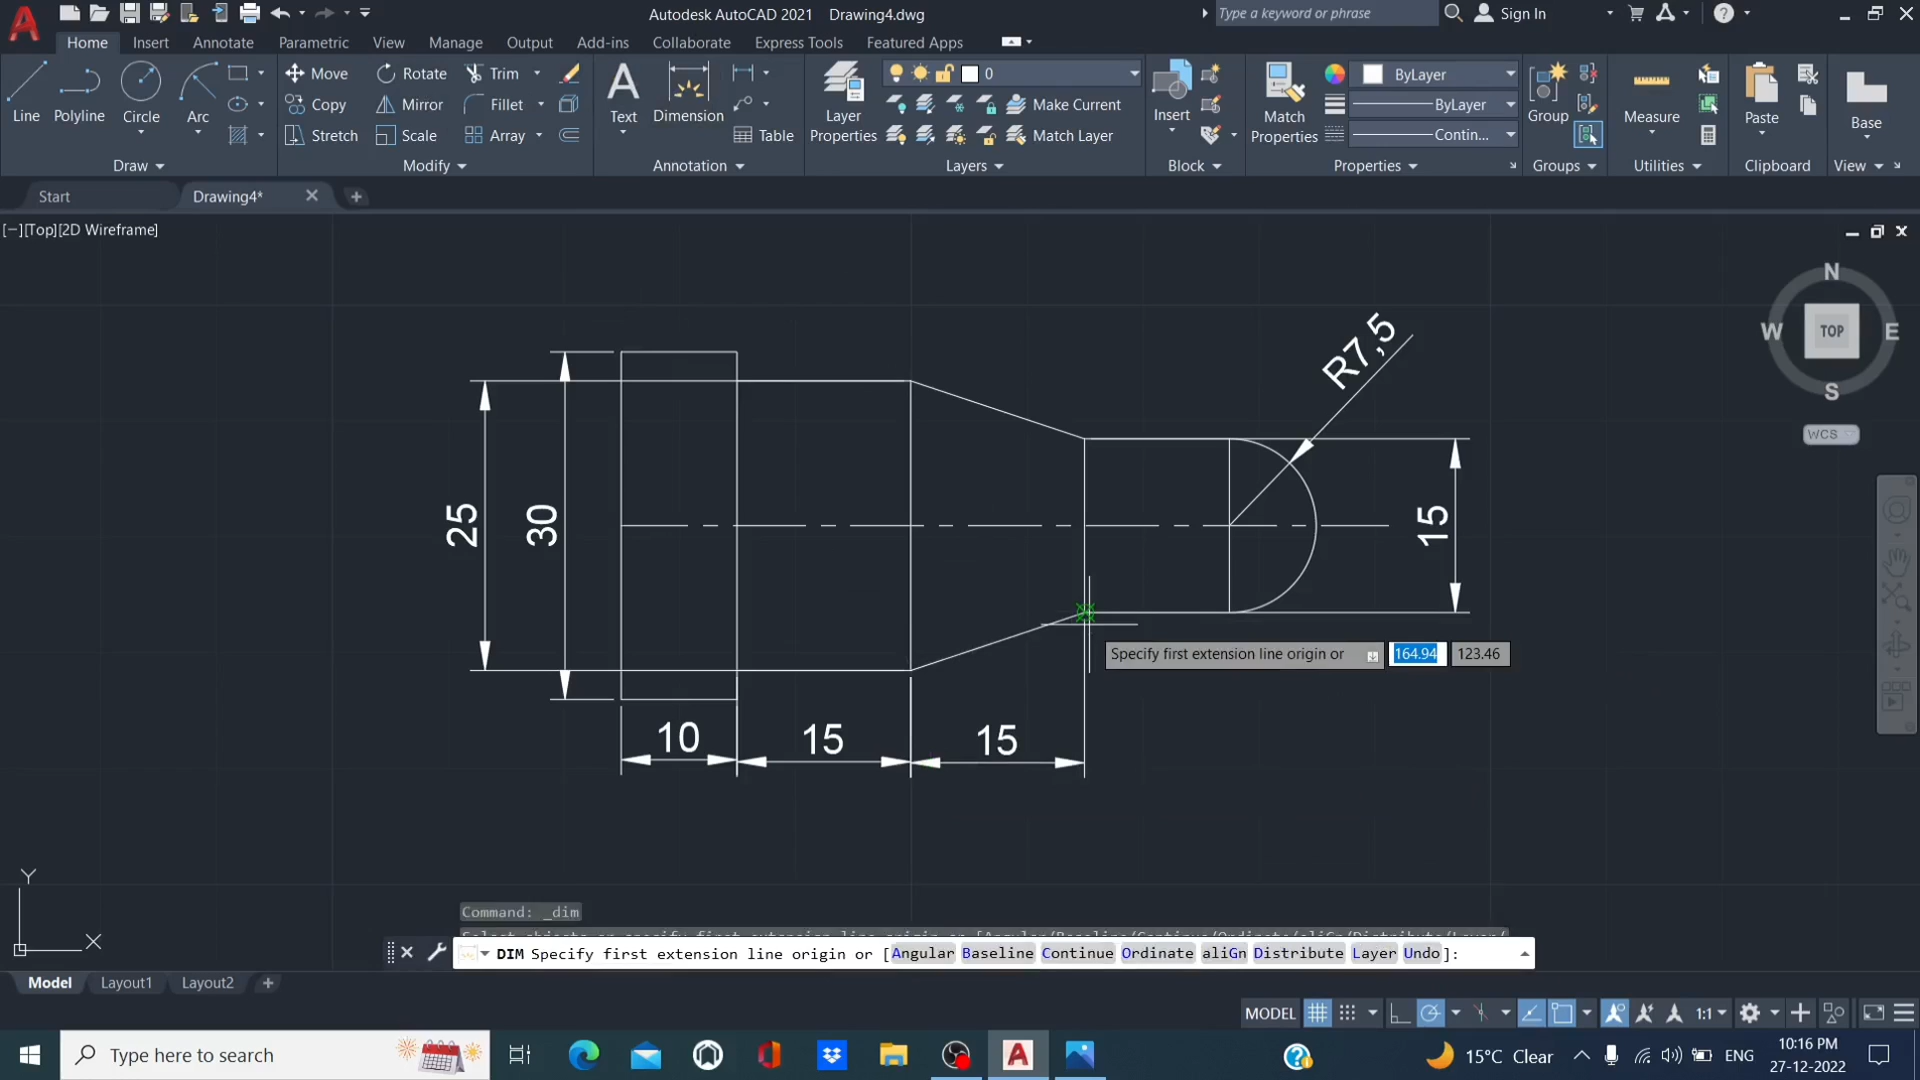 Autodesk AutoCAD 2021 Drawing4.dwg
Type a keyword or phrase
Sign In
Home Insert Annotate Parametric View Manage Output Add-ins Collaborate Express Tools Featured Apps
Line Polyline Circle Arc
Move Rotate Trim
Copy Mirror Fillet
Stretch Scale Array
Text Dimension Table
Layer Properties
0
Make Current
Match Layer
Insert
Match Properties
ByLayer
ByLayer
Contin...
Group
Measure
Paste
Base
Draw Modify Annotation Layers Block Properties Groups Utilities Clipboard View
Start Drawing4*
[−][Top][2D Wireframe]
N
W TOP E
S
WCS
R7,5
25
30
15
Specify first extension line origin or 164.94 123.46
10
15
15
Y
X
Command: _dim
Select objects or specify first extension line origin or [Angular/Baseline/Continue/Ordinate/aliGn/Distribute/Layer/
DIM Specify first extension line origin or [Angular Baseline Continue Ordinate aliGn Distribute Layer Undo]:
Model Layout1 Layout2
MODEL
1:1
Type here to search
15°C Clear
ENG
10:16 PM
27-12-2022